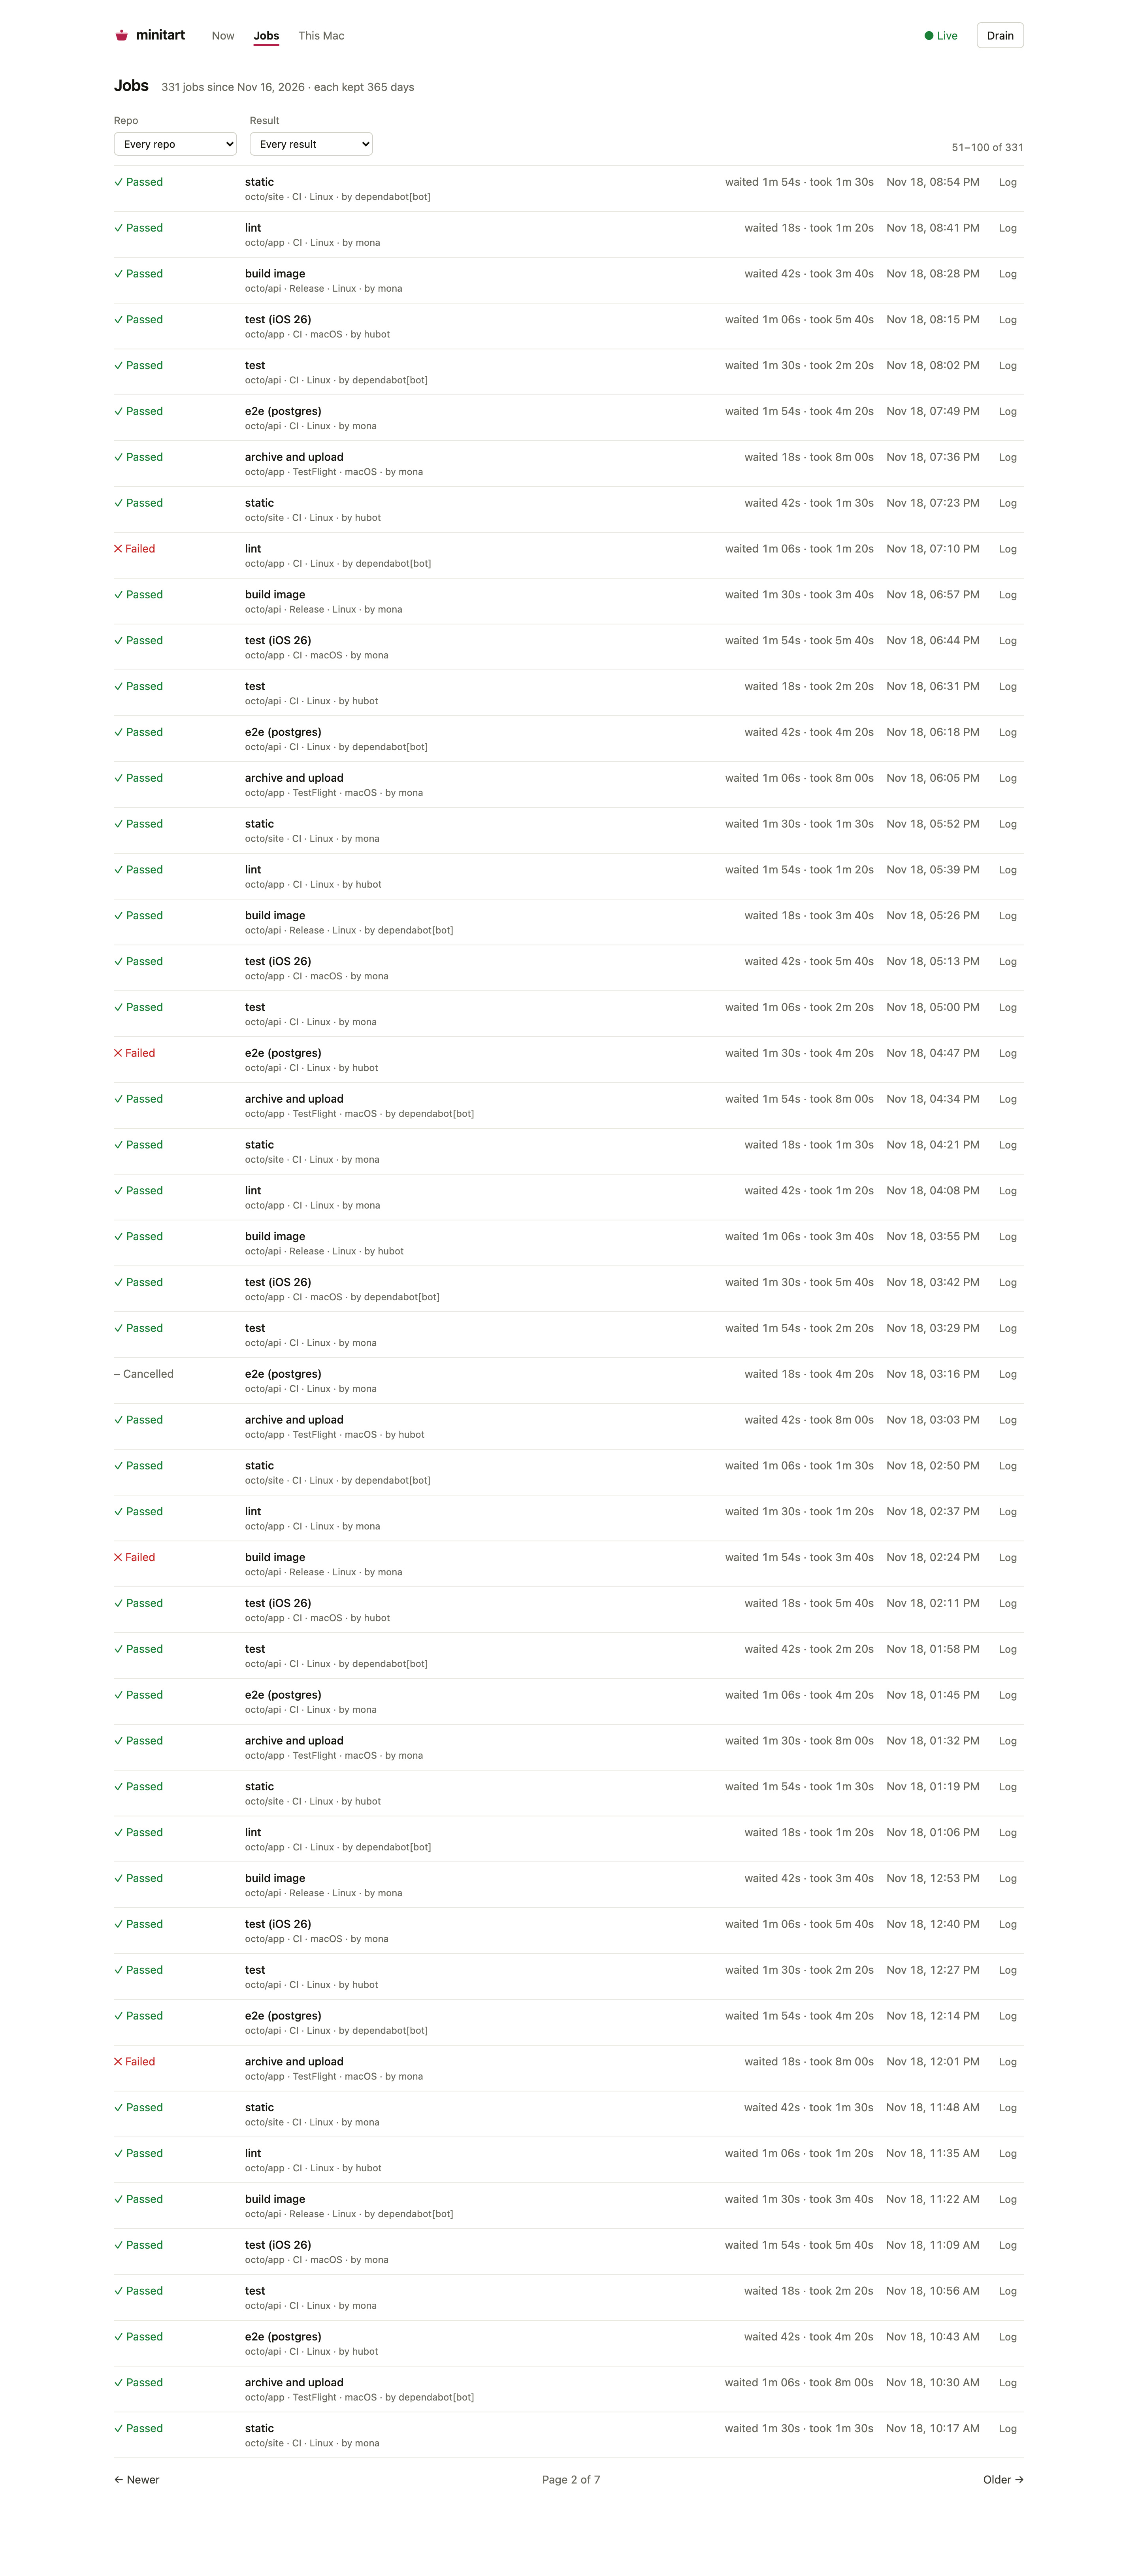 minitart Now Jobs This Mac Live Drain
Jobs 331 jobs since Nov 16, 2026 · each kept 365 days
Repo Result
Every repo Every result 51–100 of 331
✓ Passed static waited 1m 54s · took 1m 30s Nov 18, 08:54 PM Log
octo/site · CI · Linux · by dependabot[bot]
✓ Passed lint waited 18s · took 1m 20s Nov 18, 08:41 PM Log
octo/app · CI · Linux · by mona
✓ Passed build image waited 42s · took 3m 40s Nov 18, 08:28 PM Log
octo/api · Release · Linux · by mona
✓ Passed test (iOS 26) waited 1m 06s · took 5m 40s Nov 18, 08:15 PM Log
octo/app · CI · macOS · by hubot
✓ Passed test waited 1m 30s · took 2m 20s Nov 18, 08:02 PM Log
octo/api · CI · Linux · by dependabot[bot]
✓ Passed e2e (postgres) waited 1m 54s · took 4m 20s Nov 18, 07:49 PM Log
octo/api · CI · Linux · by mona
✓ Passed archive and upload waited 18s · took 8m 00s Nov 18, 07:36 PM Log
octo/app · TestFlight · macOS · by mona
✓ Passed static waited 42s · took 1m 30s Nov 18, 07:23 PM Log
octo/site · CI · Linux · by hubot
✕ Failed lint waited 1m 06s · took 1m 20s Nov 18, 07:10 PM Log
octo/app · CI · Linux · by dependabot[bot]
✓ Passed build image waited 1m 30s · took 3m 40s Nov 18, 06:57 PM Log
octo/api · Release · Linux · by mona
✓ Passed test (iOS 26) waited 1m 54s · took 5m 40s Nov 18, 06:44 PM Log
octo/app · CI · macOS · by mona
✓ Passed test waited 18s · took 2m 20s Nov 18, 06:31 PM Log
octo/api · CI · Linux · by hubot
✓ Passed e2e (postgres) waited 42s · took 4m 20s Nov 18, 06:18 PM Log
octo/api · CI · Linux · by dependabot[bot]
✓ Passed archive and upload waited 1m 06s · took 8m 00s Nov 18, 06:05 PM Log
octo/app · TestFlight · macOS · by mona
✓ Passed static waited 1m 30s · took 1m 30s Nov 18, 05:52 PM Log
octo/site · CI · Linux · by mona
✓ Passed lint waited 1m 54s · took 1m 20s Nov 18, 05:39 PM Log
octo/app · CI · Linux · by hubot
✓ Passed build image waited 18s · took 3m 40s Nov 18, 05:26 PM Log
octo/api · Release · Linux · by dependabot[bot]
✓ Passed test (iOS 26) waited 42s · took 5m 40s Nov 18, 05:13 PM Log
octo/app · CI · macOS · by mona
✓ Passed test waited 1m 06s · took 2m 20s Nov 18, 05:00 PM Log
octo/api · CI · Linux · by mona
✕ Failed e2e (postgres) waited 1m 30s · took 4m 20s Nov 18, 04:47 PM Log
octo/api · CI · Linux · by hubot
✓ Passed archive and upload waited 1m 54s · took 8m 00s Nov 18, 04:34 PM Log
octo/app · TestFlight · macOS · by dependabot[bot]
✓ Passed static waited 18s · took 1m 30s Nov 18, 04:21 PM Log
octo/site · CI · Linux · by mona
✓ Passed lint waited 42s · took 1m 20s Nov 18, 04:08 PM Log
octo/app · CI · Linux · by mona
✓ Passed build image waited 1m 06s · took 3m 40s Nov 18, 03:55 PM Log
octo/api · Release · Linux · by hubot
✓ Passed test (iOS 26) waited 1m 30s · took 5m 40s Nov 18, 03:42 PM Log
octo/app · CI · macOS · by dependabot[bot]
✓ Passed test waited 1m 54s · took 2m 20s Nov 18, 03:29 PM Log
octo/api · CI · Linux · by mona
– Cancelled e2e (postgres) waited 18s · took 4m 20s Nov 18, 03:16 PM Log
octo/api · CI · Linux · by mona
✓ Passed archive and upload waited 42s · took 8m 00s Nov 18, 03:03 PM Log
octo/app · TestFlight · macOS · by hubot
✓ Passed static waited 1m 06s · took 1m 30s Nov 18, 02:50 PM Log
octo/site · CI · Linux · by dependabot[bot]
✓ Passed lint waited 1m 30s · took 1m 20s Nov 18, 02:37 PM Log
octo/app · CI · Linux · by mona
✕ Failed build image waited 1m 54s · took 3m 40s Nov 18, 02:24 PM Log
octo/api · Release · Linux · by mona
✓ Passed test (iOS 26) waited 18s · took 5m 40s Nov 18, 02:11 PM Log
octo/app · CI · macOS · by hubot
✓ Passed test waited 42s · took 2m 20s Nov 18, 01:58 PM Log
octo/api · CI · Linux · by dependabot[bot]
✓ Passed e2e (postgres) waited 1m 06s · took 4m 20s Nov 18, 01:45 PM Log
octo/api · CI · Linux · by mona
✓ Passed archive and upload waited 1m 30s · took 8m 00s Nov 18, 01:32 PM Log
octo/app · TestFlight · macOS · by mona
✓ Passed static waited 1m 54s · took 1m 30s Nov 18, 01:19 PM Log
octo/site · CI · Linux · by hubot
✓ Passed lint waited 18s · took 1m 20s Nov 18, 01:06 PM Log
octo/app · CI · Linux · by dependabot[bot]
✓ Passed build image waited 42s · took 3m 40s Nov 18, 12:53 PM Log
octo/api · Release · Linux · by mona
✓ Passed test (iOS 26) waited 1m 06s · took 5m 40s Nov 18, 12:40 PM Log
octo/app · CI · macOS · by mona
✓ Passed test waited 1m 30s · took 2m 20s Nov 18, 12:27 PM Log
octo/api · CI · Linux · by hubot
✓ Passed e2e (postgres) waited 1m 54s · took 4m 20s Nov 18, 12:14 PM Log
octo/api · CI · Linux · by dependabot[bot]
✕ Failed archive and upload waited 18s · took 8m 00s Nov 18, 12:01 PM Log
octo/app · TestFlight · macOS · by mona
✓ Passed static waited 42s · took 1m 30s Nov 18, 11:48 AM Log
octo/site · CI · Linux · by mona
✓ Passed lint waited 1m 06s · took 1m 20s Nov 18, 11:35 AM Log
octo/app · CI · Linux · by hubot
✓ Passed build image waited 1m 30s · took 3m 40s Nov 18, 11:22 AM Log
octo/api · Release · Linux · by dependabot[bot]
✓ Passed test (iOS 26) waited 1m 54s · took 5m 40s Nov 18, 11:09 AM Log
octo/app · CI · macOS · by mona
✓ Passed test waited 18s · took 2m 20s Nov 18, 10:56 AM Log
octo/api · CI · Linux · by mona
✓ Passed e2e (postgres) waited 42s · took 4m 20s Nov 18, 10:43 AM Log
octo/api · CI · Linux · by hubot
✓ Passed archive and upload waited 1m 06s · took 8m 00s Nov 18, 10:30 AM Log
octo/app · TestFlight · macOS · by dependabot[bot]
✓ Passed static waited 1m 30s · took 1m 30s Nov 18, 10:17 AM Log
octo/site · CI · Linux · by mona
← Newer Page 2 of 7 Older →